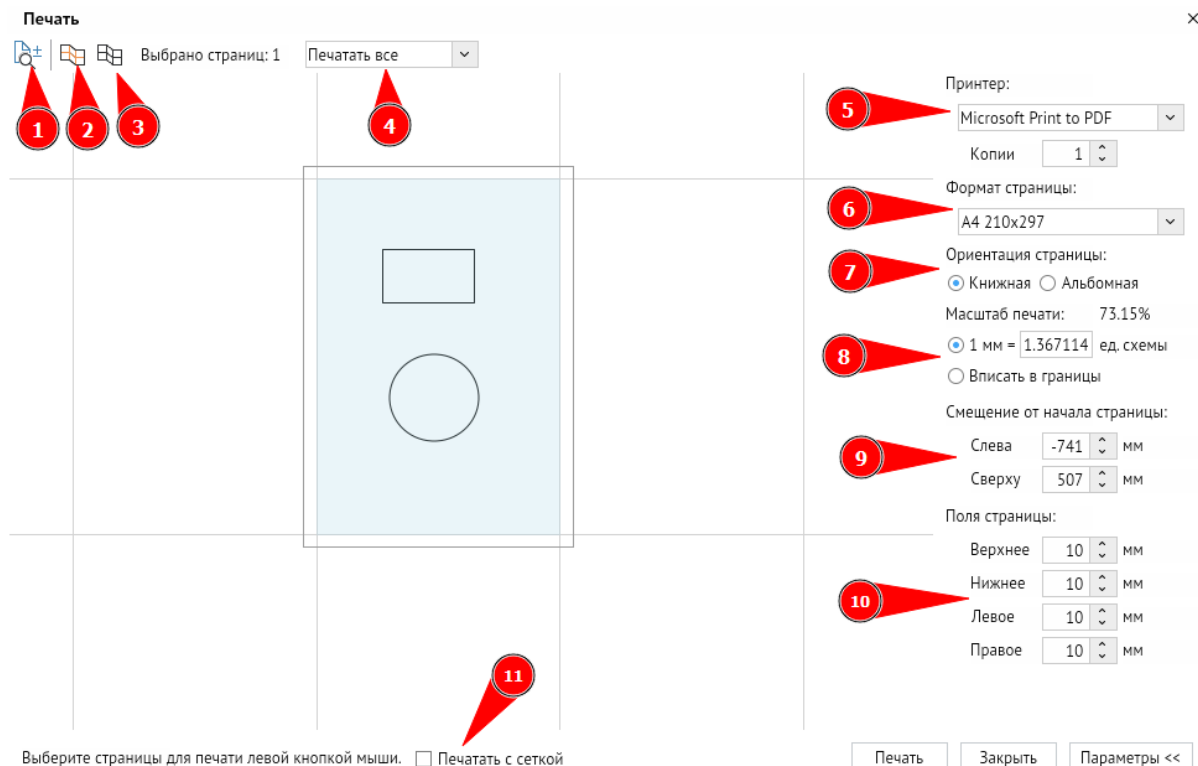 Печать
Выбрано страниц: 1 Печатать все
1 2 3 4
Принтер:
5
Microsoft Print to PDF
Копии 1
Формат страницы:
6
A4 210x297
Ориентация страницы:
7
Книжная Альбомная
Масштаб печати: 73.15%
8
1 мм = 1.367114 ед. схемы
Вписать в границы
Смещение от начала страницы:
9
Слева -741 мм
Сверху 507 мм
Поля страницы:
Верхнее 10 мм
Нижнее 10 мм
10
Левое 10 мм
Правое 10 мм
11
Выберите страницы для печати левой кнопкой мыши. Печатать с сеткой
Печать Закрыть Параметры <<